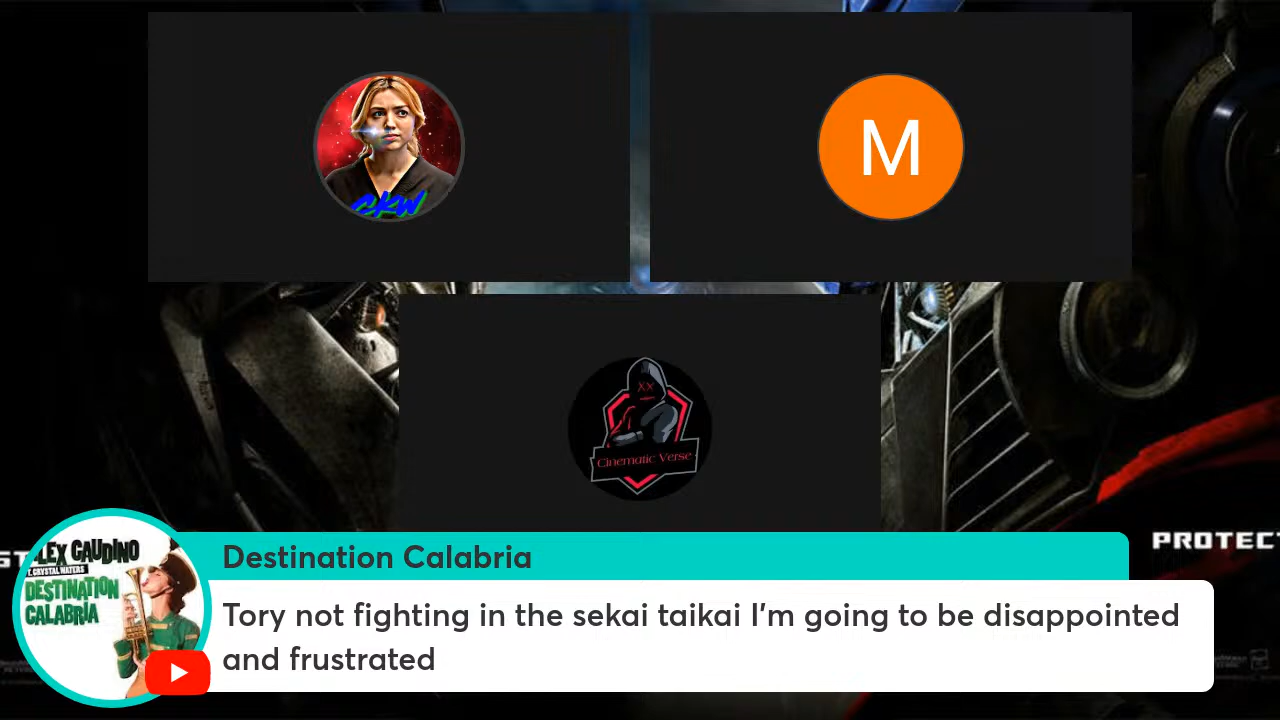 CKW
M
Cinematic Verse
PROTECT
LEX GAUDINO
T. CRYSTAL WATERS
DESTINATION
CALABRIA
Destination Calabria
Tory not fighting in the sekai taikai I'm going to be disappointed
and frustrated